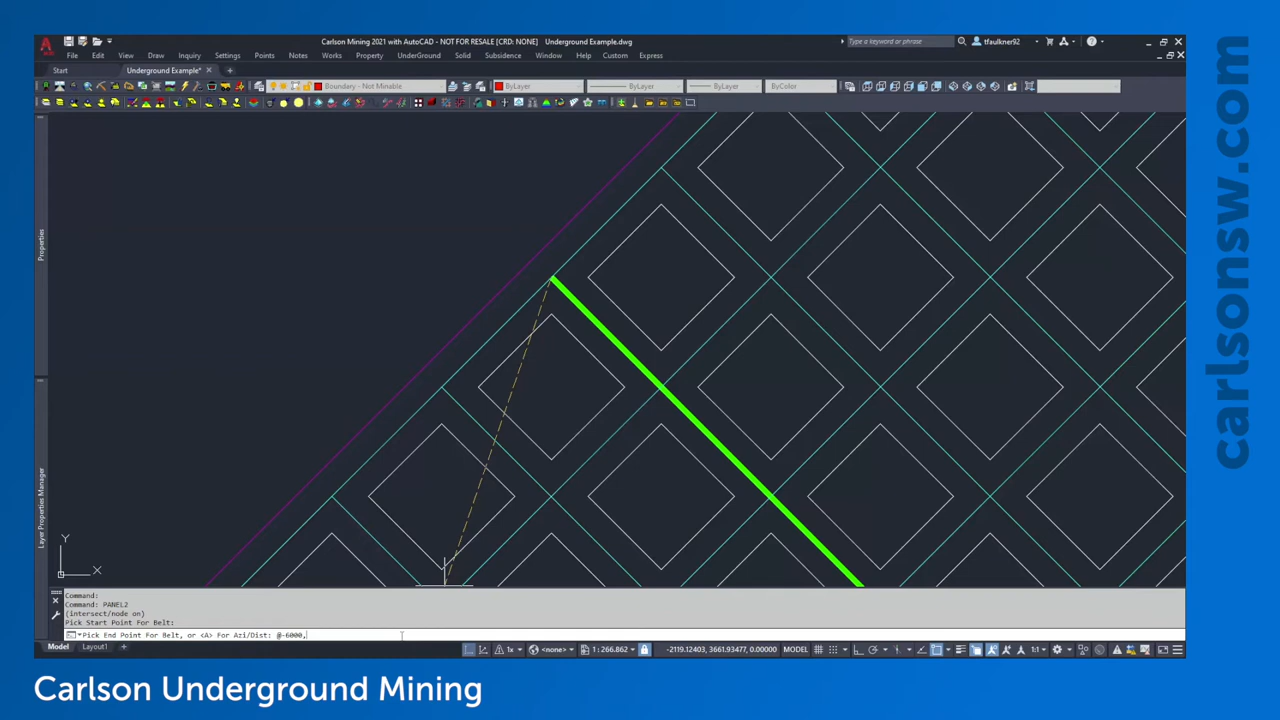 Carlson Mining 2021 with AutoCAD - NOT FOR RESALE [CRD: NONE] Underground Example.dwg
Type a keyword or phrase
tfaulkner92
File Edit View Draw Inquiry Settings Points Notes Works Property UnderGround Solid Subsidence Window Help Custom Express
Start Underground Example*
Boundary - Not Minable ByLayer ByLayer ByLayer ByColor
Properties
Layer Properties Manager
Y
X
Command:
Command: PANEL2
(intersect/node on)
Pick Start Point For Belt:
Pick End Point For Belt, or <A> For Azi/Dist: @-6000,
Model Layout1 1x <none> 1:266.862 -2119.12403, 3661.93477, 0.00000 MODEL 1:1
Carlson Underground Mining
carlsonsw.com